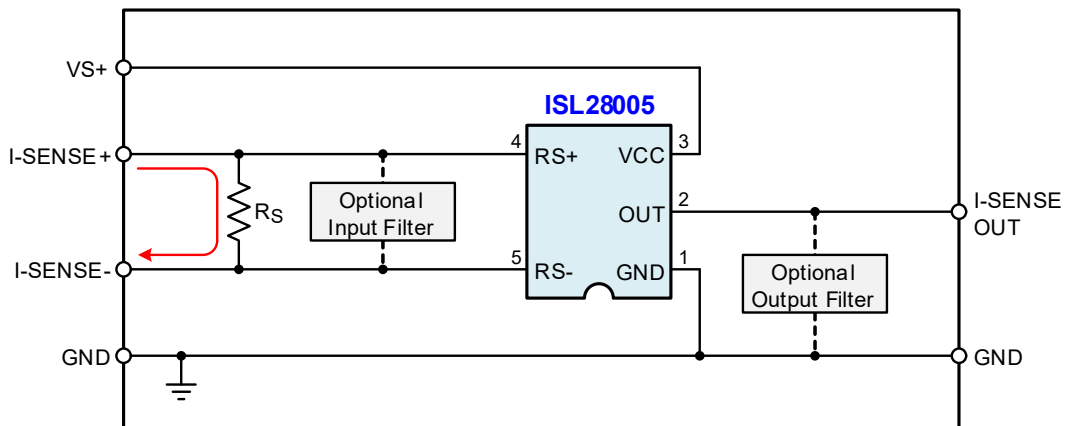 VS+
ISL28005
I-SENSE+
4
RS+
VCC
3
RS
Optional
Input Filter
OUT
2
I-SENSE
OUT
I-SENSE-
5
RS-
GND
1
Optional
Output Filter
GND
GND